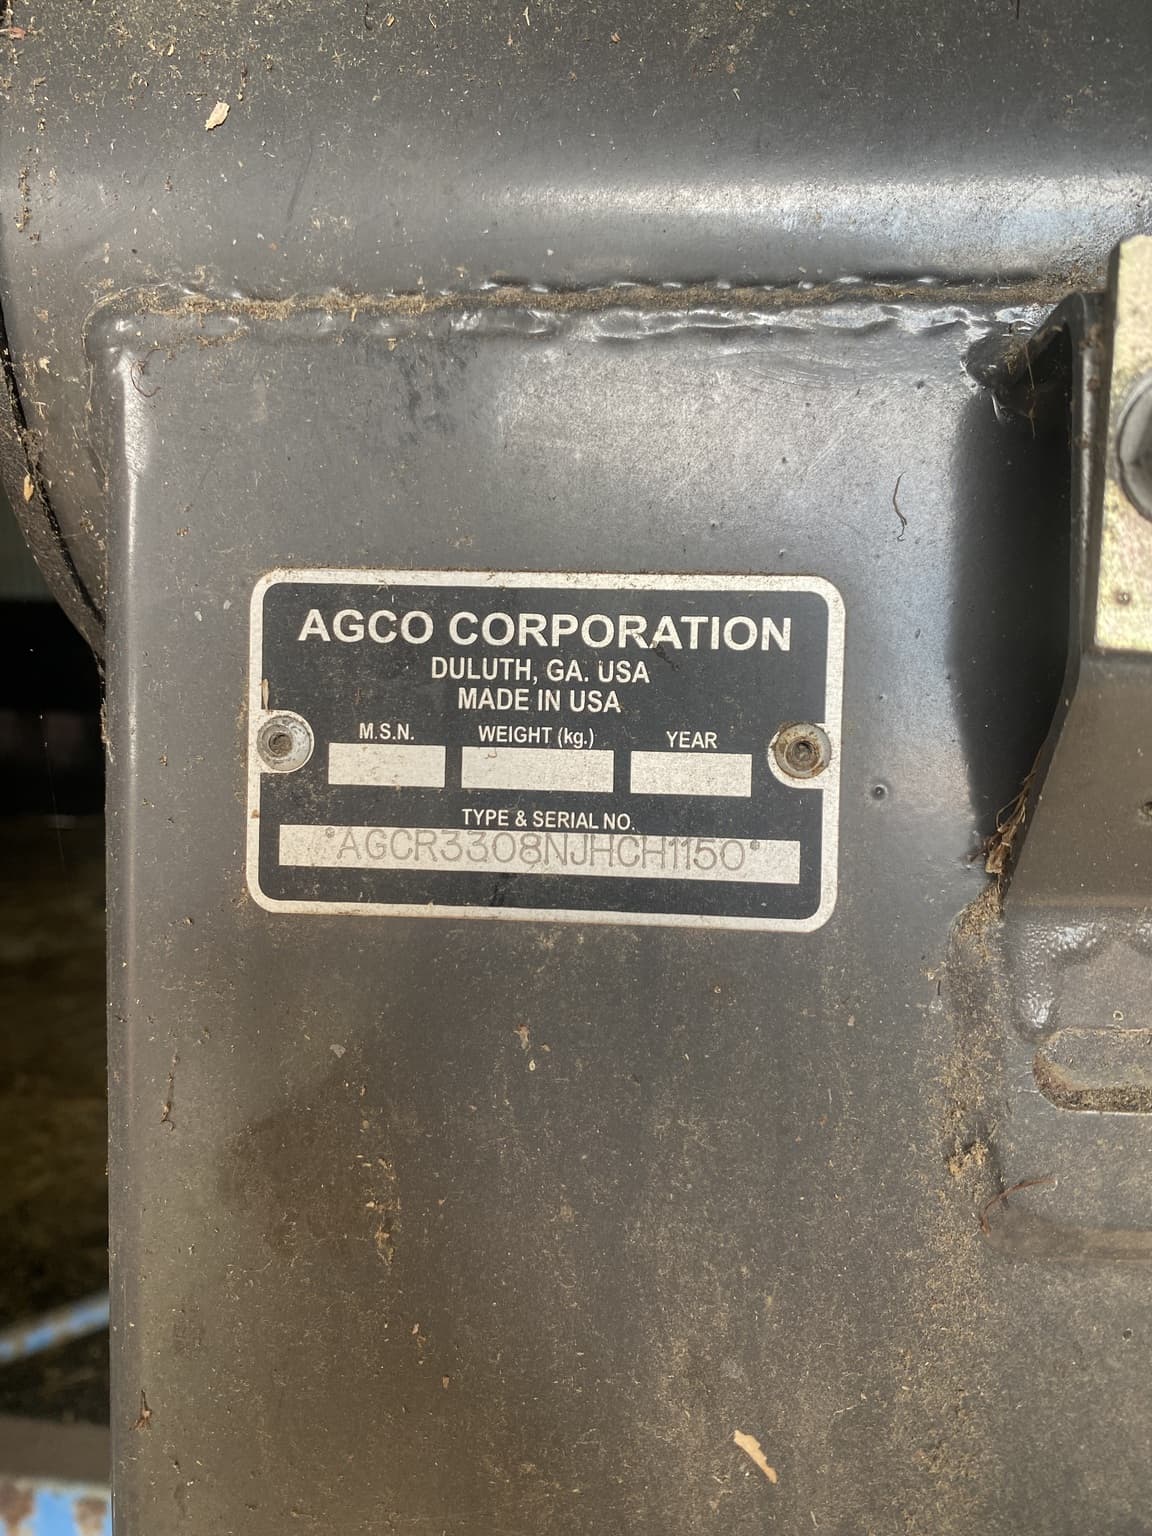 AGCO CORPORATION
DULUTH, GA. USA
MADE IN USA
M.S.N. WEIGHT (kg.) YEAR
TYPE & SERIAL NO.
*AGCR3308NJHCH1150*